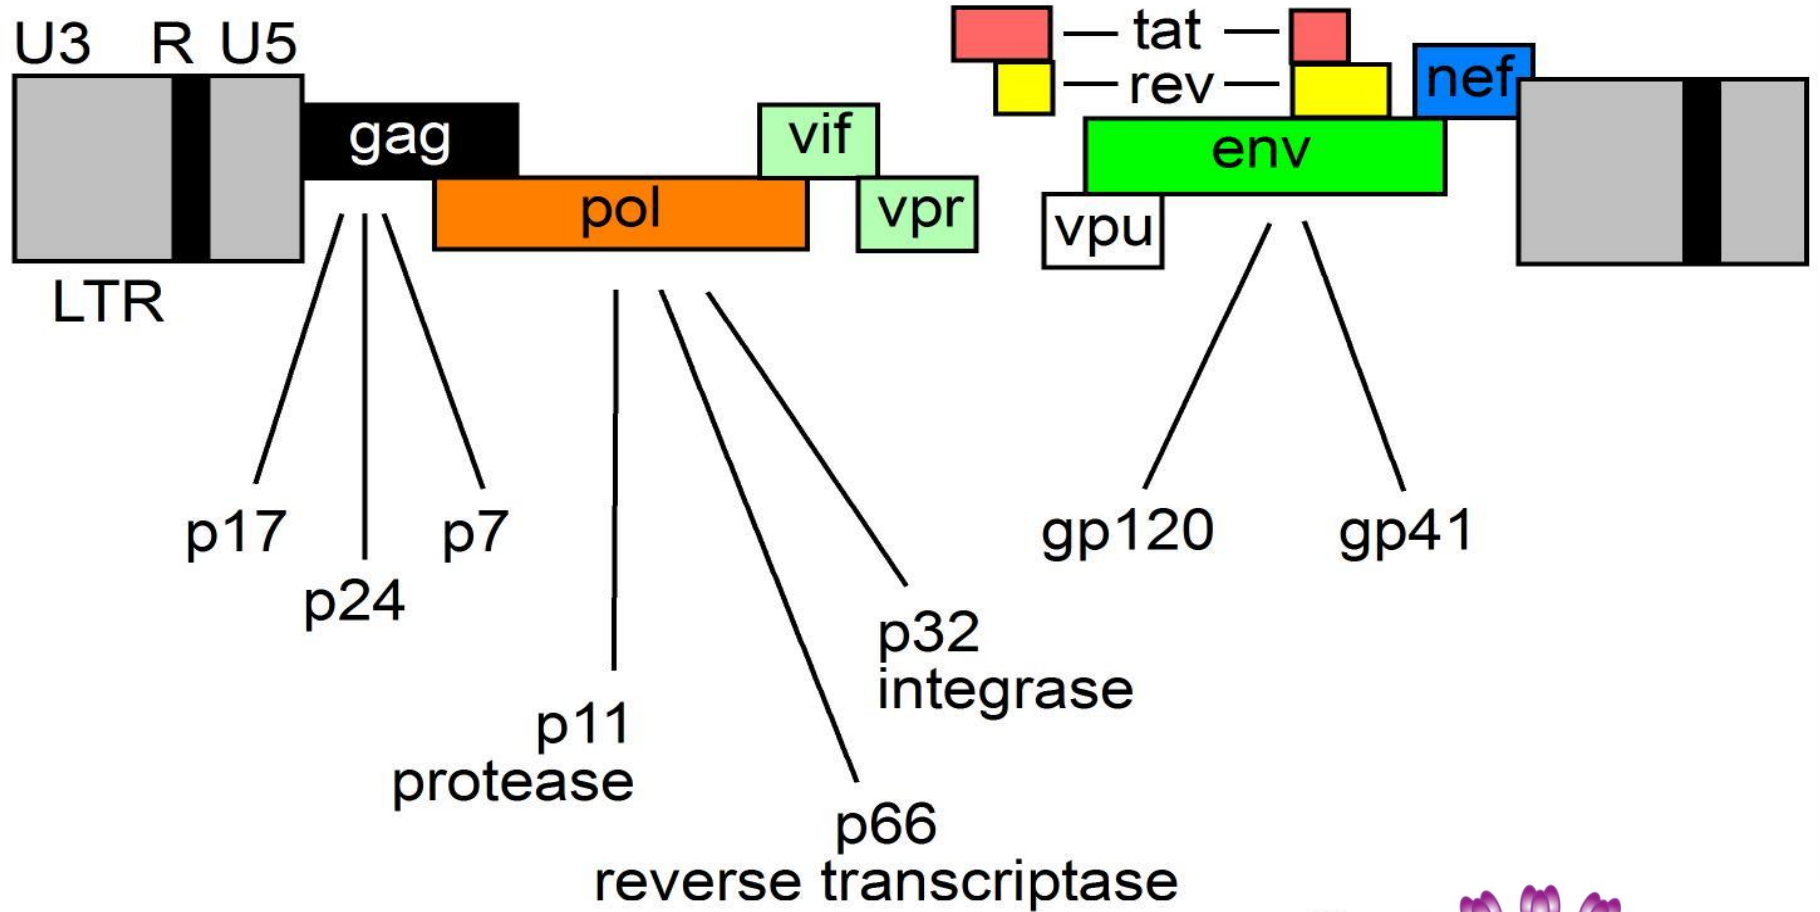 U3 R U5
tat
rev
nef
gag
vif
env
pol
vpr
vpu
LTR
p17
p24
p7
p11
protease
p66
reverse transcriptase
p32
integrase
gp120
gp41